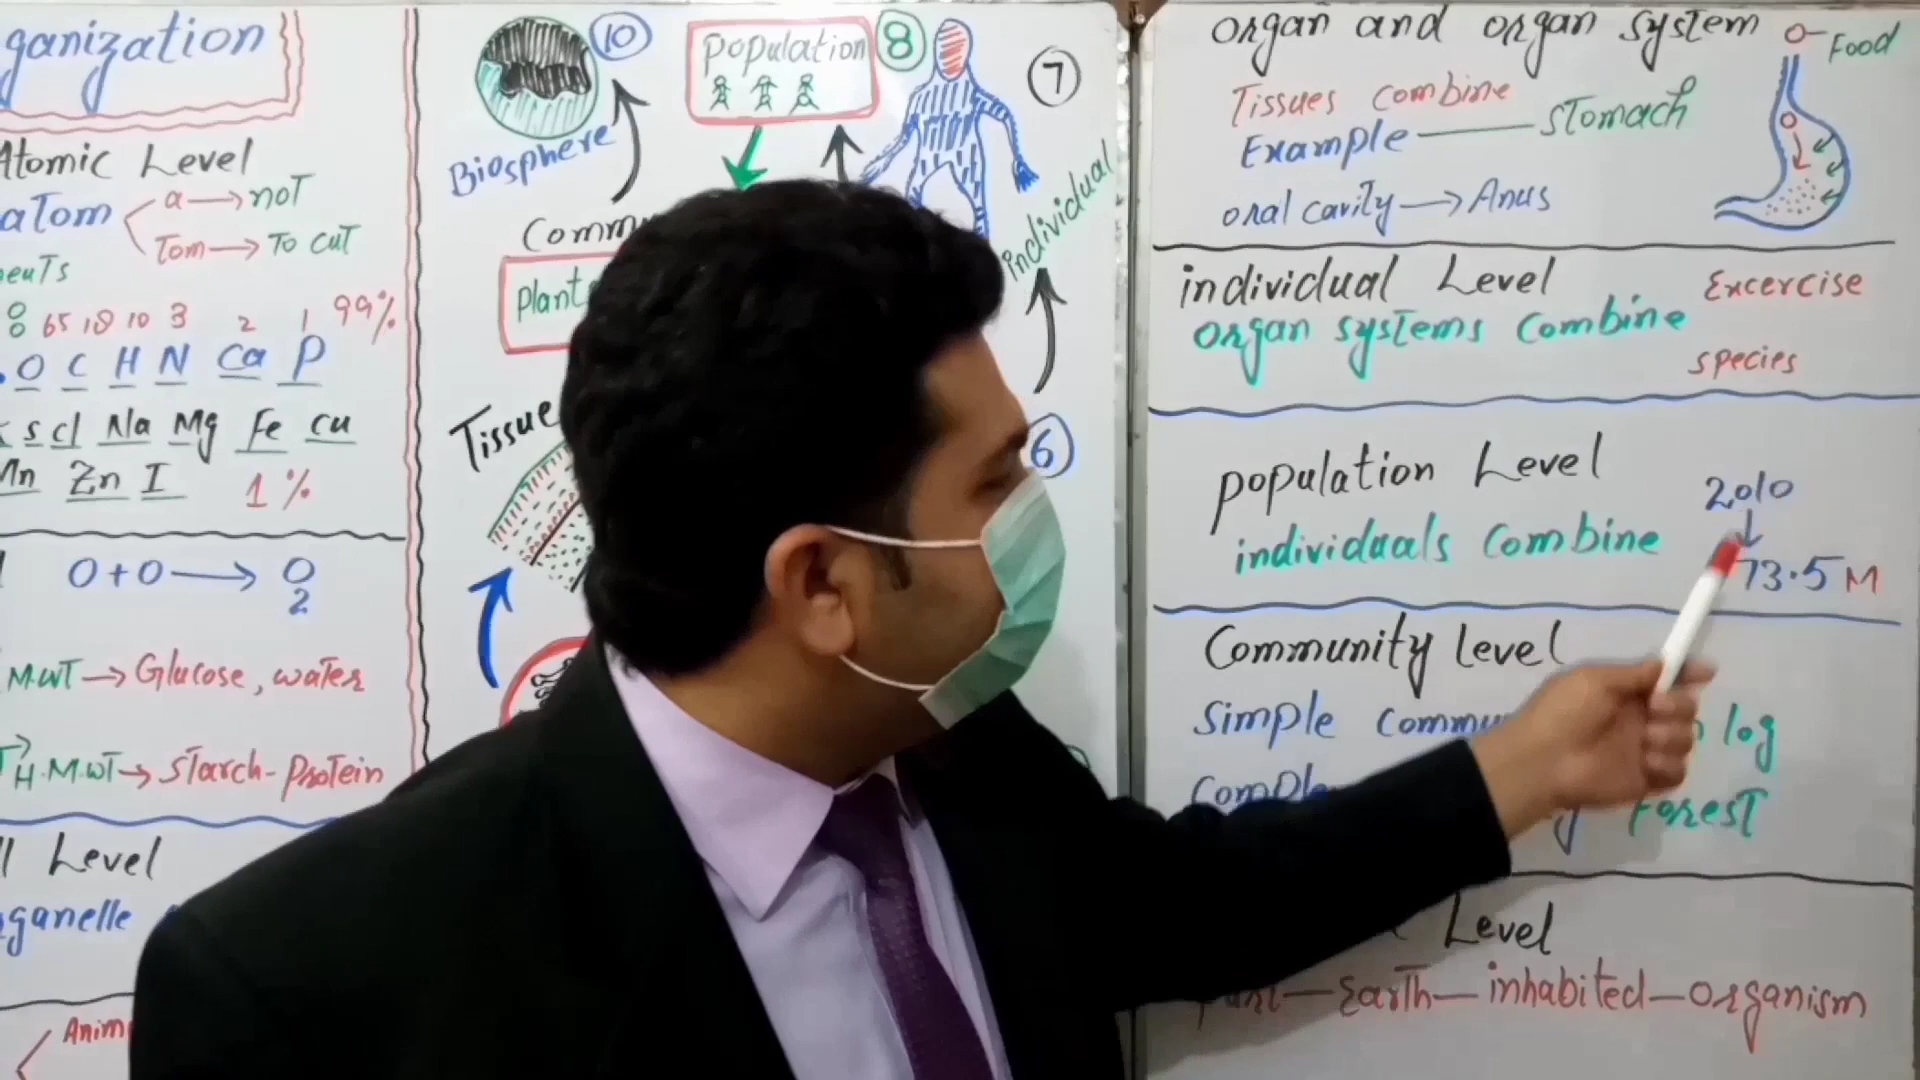 ganization
Atomic Level
atom
a → not
Tom → To cut
65 18 10 3 2 1 99%
O C H N Ca P
S Cl Na Mg Fe Cu
Mn Zn I 1%
O + O → O
2
M.WT → Glucose, water
H.M.WT → Starch-Protein
Level
ganelle
Anim
10
Biosphere
population
8
7
individual
Comm
Plant
Tissue
6
organ and organ system
Food
Tissues combine
Example — Stomach
oral cavity → Anus
individual Level
Excercise
organ systems combine
species
population Level
2010
individuals combine
73.5 M
Community level
Simple commu
log
Comple
Forest
Level
Earth — inhabited — organism